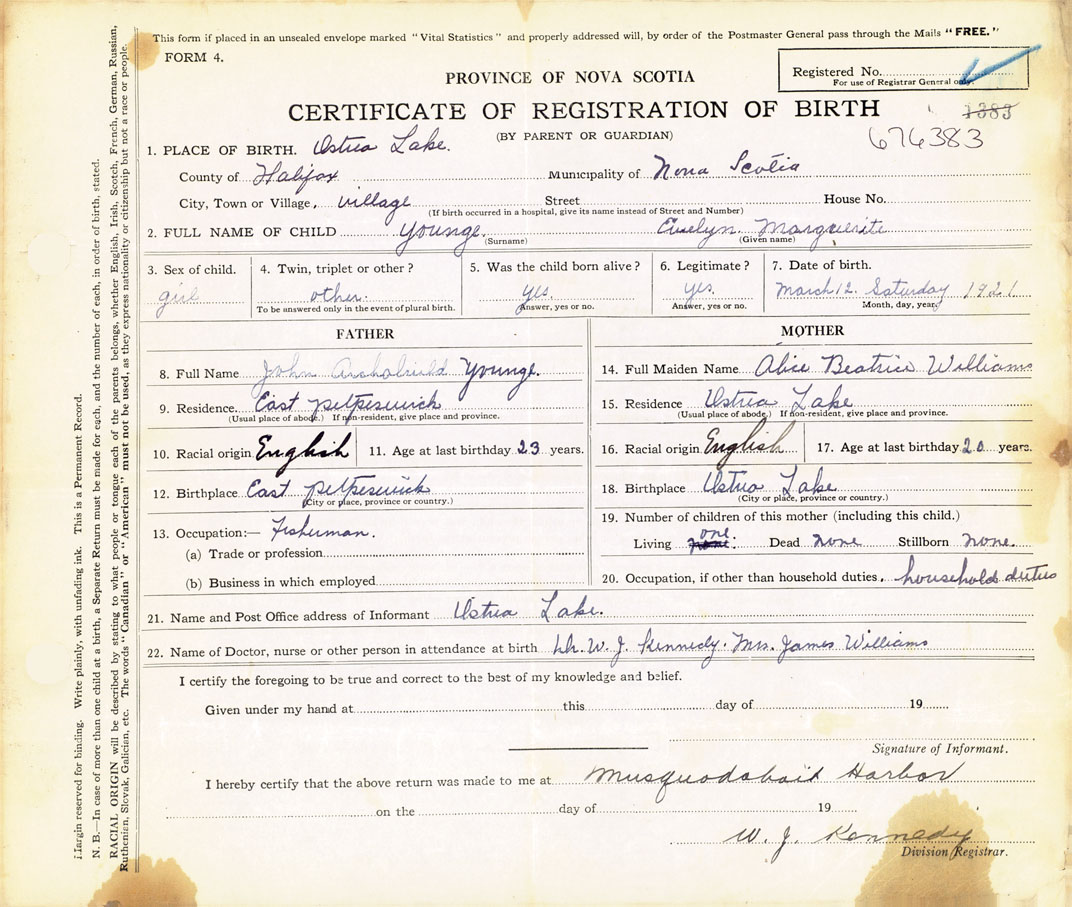 This form if placed in an unsealed envelope marked "Vital Statistics" and properly addressed will, by order of the Postmaster General pass through the Mails "FREE."
FORM 4.
Registered No.
For use of Registrar General only.
PROVINCE OF NOVA SCOTIA
CERTIFICATE OF REGISTRATION OF BIRTH
1383
(BY PARENT OR GUARDIAN)
676383
1. PLACE OF BIRTH. Ostrea Lake.
County of Halifax Municipality of Nova Scotia
City, Town or Village, village Street House No.
(If birth occurred in a hospital, give its name instead of Street and Number)
2. FULL NAME OF CHILD Younge. Evelyn Marguerite
(Surname) (Given name)
3. Sex of child. 4. Twin, triplet or other? 5. Was the child born alive? 6. Legitimate? 7. Date of birth.
girl other. yes. yes. March 12. Saturday 1921
To be answered only in the event of plural birth. Answer, yes or no. Answer, yes or no. Month, day, year.
FATHER
8. Full Name John Younge.
9. Residence. East petpeswick
(Usual place of abode.) If non-resident, give place and province.
10. Racial origin English 11. Age at last birthday 23 years.
12. Birthplace East petpeswick
(City or place, province or country.)
13. Occupation:— Fisherman.
(a) Trade or profession
(b) Business in which employed
MOTHER
14. Full Maiden Name Alice Beatrice Williams
15. Residence Ostrea Lake
(Usual place of abode.) If non-resident, give place and province.
16. Racial origin English 17. Age at last birthday 20 years.
18. Birthplace Ostrea Lake
(City or place, province or country.)
19. Number of children of this mother (including this child.)
one
Living none. Dead none Stillborn none.
20. Occupation, if other than household duties. household duties
21. Name and Post Office address of Informant Ostrea Lake.
22. Name of Doctor, nurse or other person in attendance at birth W. J. Kennedy. Mrs. James Williams
I certify the foregoing to be true and correct to the best of my knowledge and belief.
Given under my hand at this day of 19
Signature of Informant.
I hereby certify that the above return was made to me at Musquodoboit Harbor
on the day of 19
W. J. Kennedy
Division Registrar.
Margin reserved for binding. Write plainly, with unfading ink. This is a Permanent Record.
N. B.—In case of more than one child at a birth, a Separate Return must be made for each, and the number of each, in order of birth, stated.
RACIAL ORIGIN will be described by stating to what people or tongue each of the parents belongs, whether English, Irish, Scotch, French, German, Russian,
Ruthenian, Slovak, Galician, etc. The words "Canadian" or "American" must not be used, as they express nationality or citizenship but not a race or people.